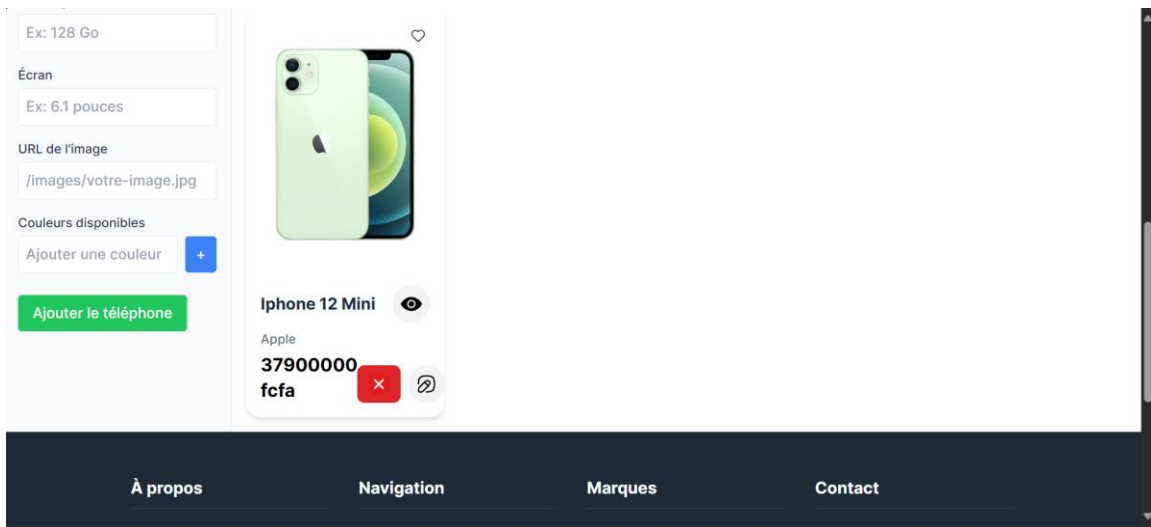 Ex: 128 Go
Écran
Ex: 6.1 pouces
URL de l'image
/images/votre-image.jpg
Couleurs disponibles
Ajouter une couleur
+
Ajouter le téléphone
Iphone 12 Mini
Apple
37900000
fcfa
À propos
Navigation
Marques
Contact